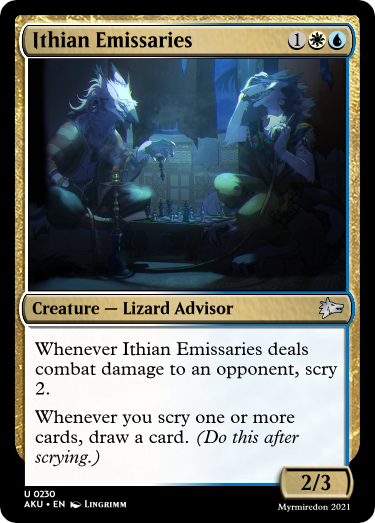 Ithian Emissaries 1
Creature — Lizard Advisor
Whenever Ithian Emissaries deals
combat damage to an opponent, scry
2.
Whenever you scry one or more
cards, draw a card. (Do this after
scrying.)
2/3
U 0230
AKU • EN Lingrimm
Myrmiredon 2021